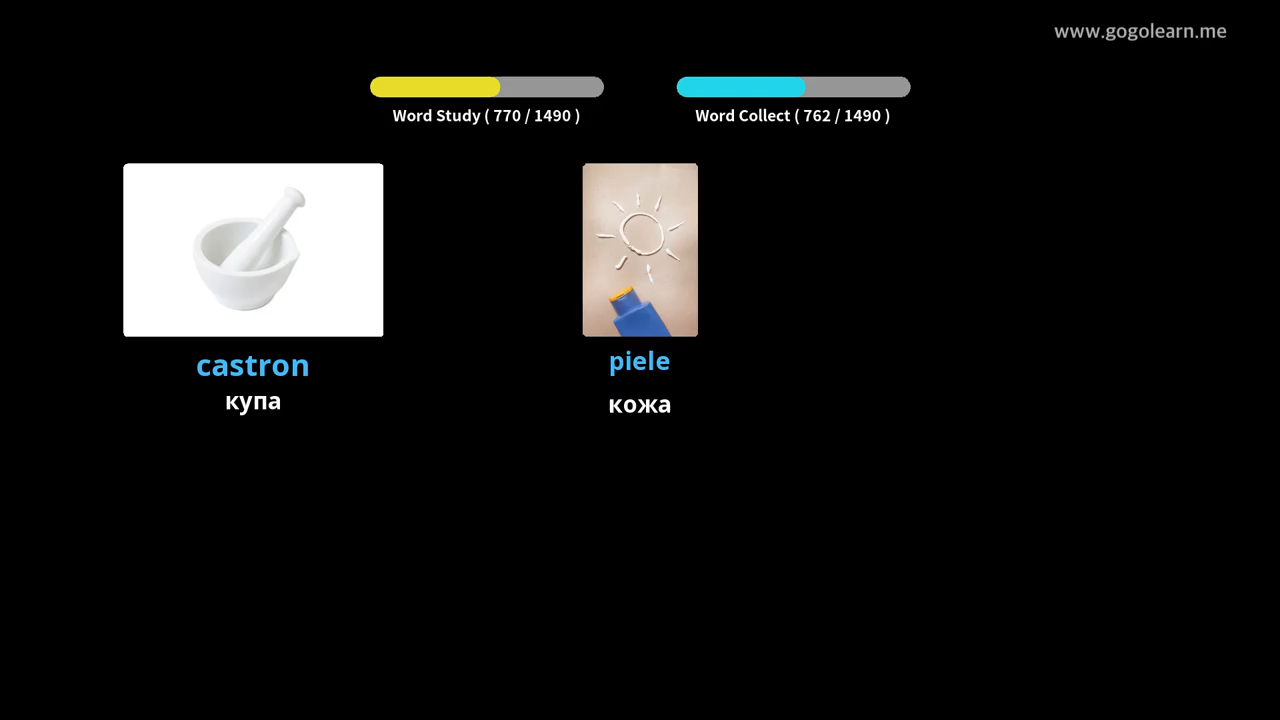 www.gogolearn.me
Word Study ( 770 / 1490 )
Word Collect ( 762 / 1490 )
castron
купа
piele
кожа